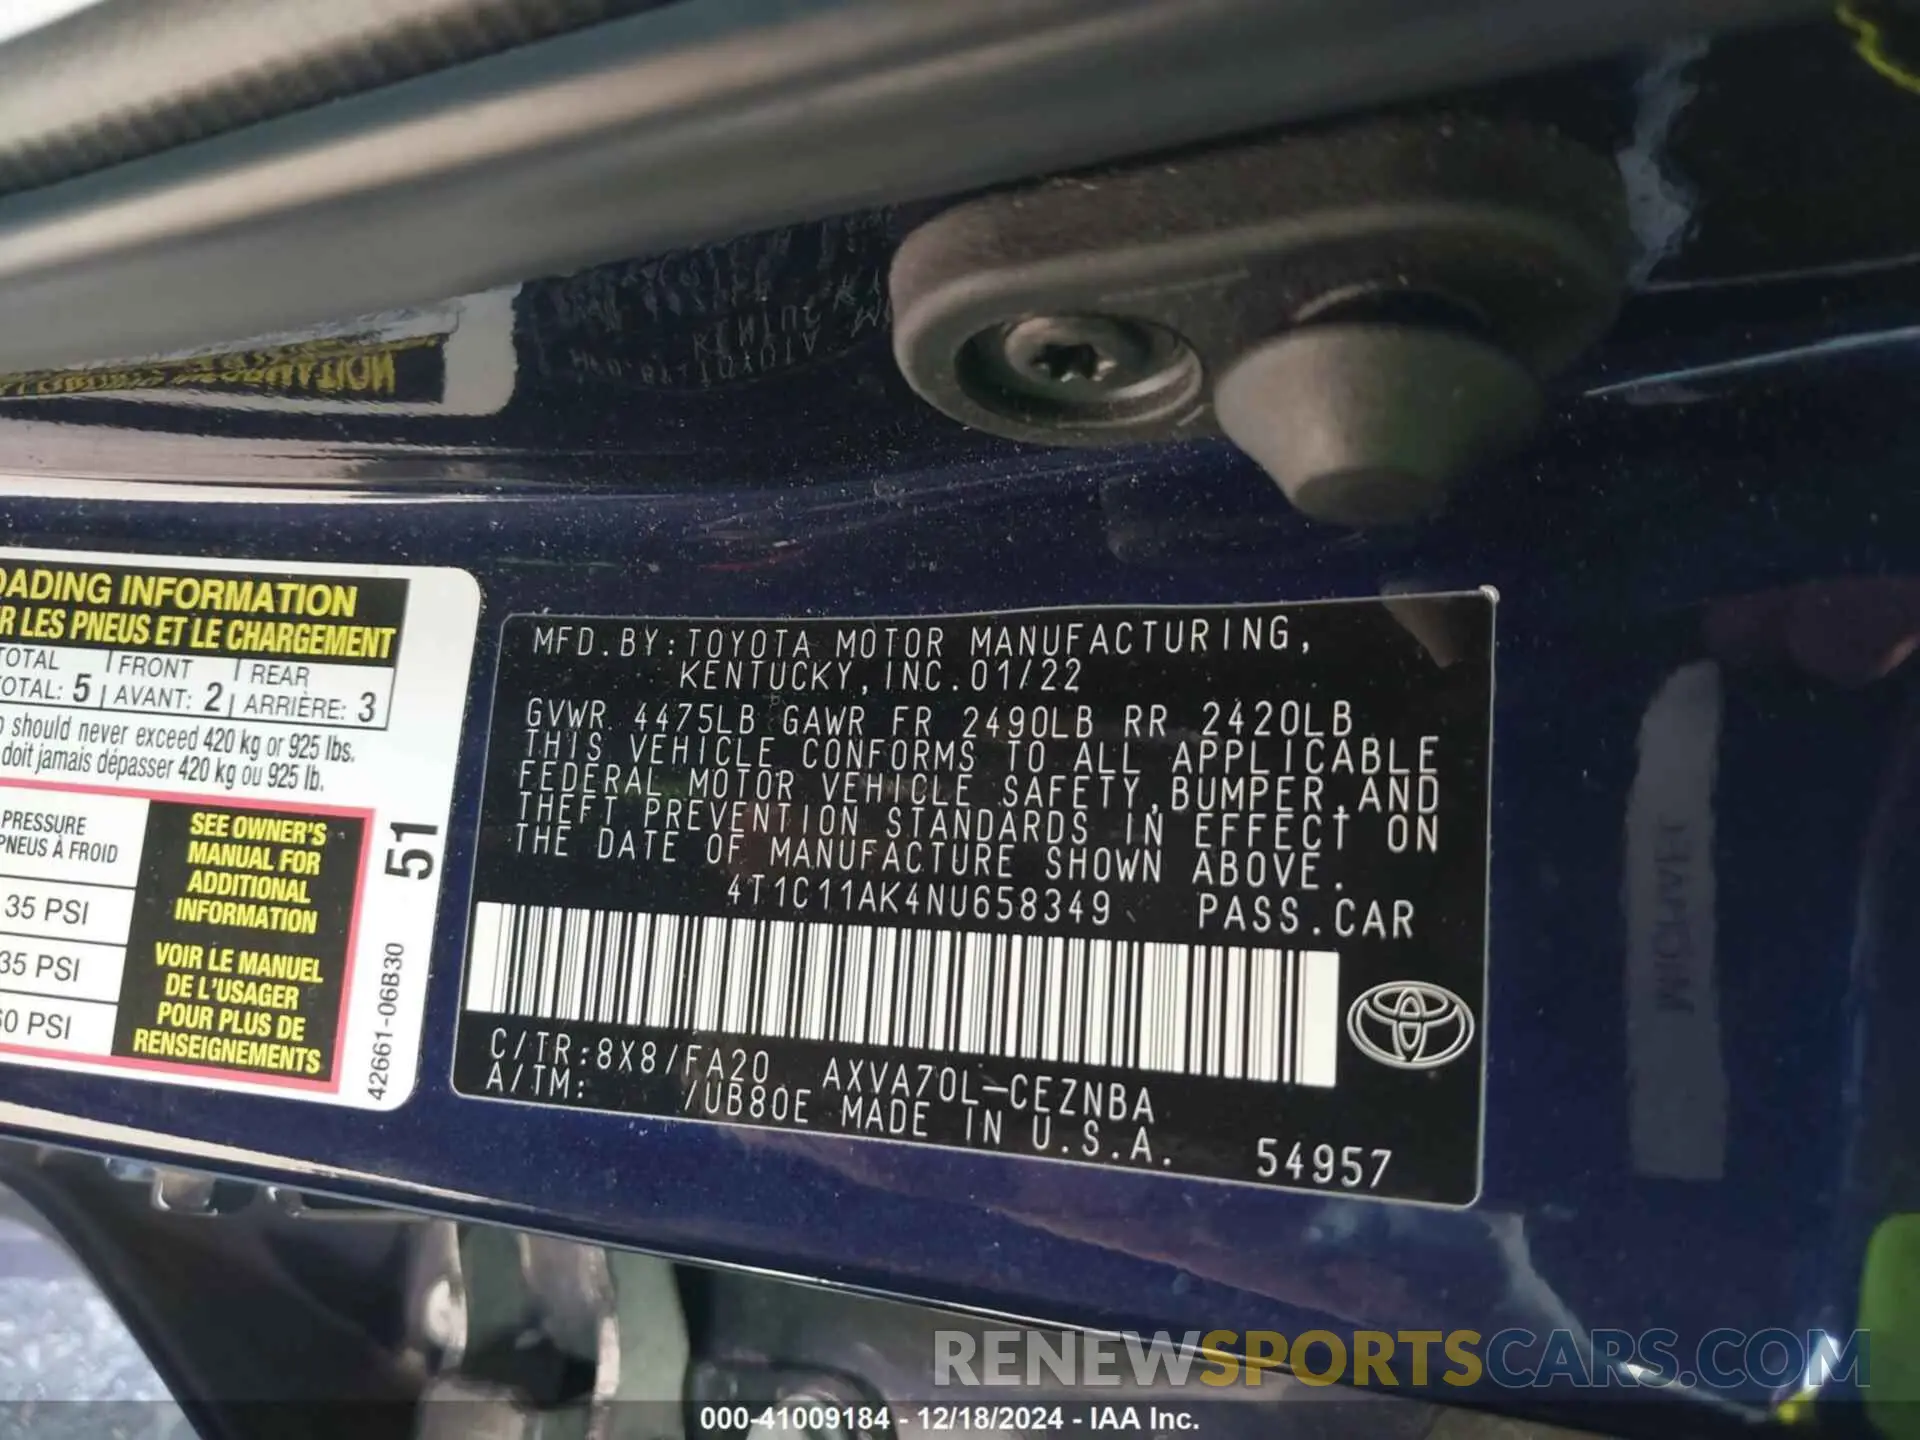 OADING INFORMATION
R LES PNEUS ET LE CHARGEMENT
TOTAL FRONT REAR
TOTAL: 5 AVANT: 2 ARRIÈRE: 3
should never exceed 420 kg or 925 lbs.
doit jamais dépasser 420 kg ou 925 lb.
PRESSURE
PNEUS À FROID
35 PSI
35 PSI
60 PSI
SEE OWNER'S
MANUAL FOR
ADDITIONAL
INFORMATION
VOIR LE MANUEL
DE L'USAGER
POUR PLUS DE
RENSEIGNEMENTS
51
42661-06B30
MFD.BY:TOYOTA MOTOR MANUFACTURING,
KENTUCKY,INC.01/22
GVWR 4475LB GAWR FR 2490LB RR 2420LB
THIS VEHICLE CONFORMS TO ALL APPLICABLE
FEDERAL MOTOR VEHICLE SAFETY,BUMPER,AND
THEFT PREVENTION STANDARDS IN EFFECT ON
THE DATE OF MANUFACTURE SHOWN ABOVE.
4T1C11AK4NU658349 PASS.CAR
C/TR:8X8/FA20 AXVA70L-CEZNBA
A/TM: /UB80E MADE IN U.S.A.
54957
RENEWSPORTSCARS.COM
000-41009184 - 12/18/2024 - IAA Inc.